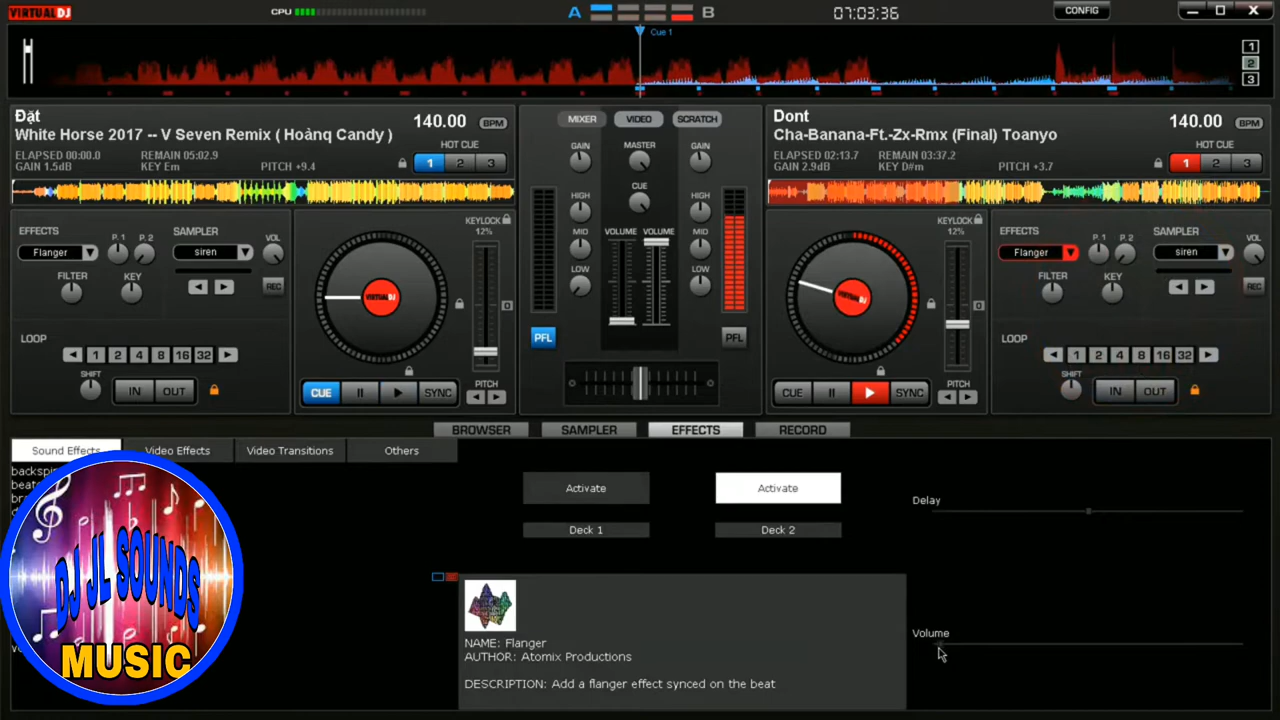 VIRTUAL DJ
CPU
A
B
07:03:36
CONFIG
Cue 1
1
2
3
Đặt
White Horse 2017 -- V Seven Remix ( Hoànq Candy )
140.00 BPM
ELAPSED 00:00.0 REMAIN 05:02.9
GAIN 1.5dB KEY Em PITCH +9.4
HOT CUE
1 2 3
MIXER VIDEO SCRATCH
GAIN MASTER GAIN
CUE
HIGH HIGH
VOLUME VOLUME
MID MID
LOW LOW
PFL PFL
Dont
Cha-Banana-Ft.-Zx-Rmx (Final) Toanyo
140.00 BPM
ELAPSED 02:13.7 REMAIN 03:37.2
GAIN 2.9dB KEY D#m PITCH +3.7
HOT CUE
1 2 3
EFFECTS P. 1 P. 2 SAMPLER VOL
Flanger siren
FILTER KEY REC
LOOP
1 2 4 8 16 32
SHIFT IN OUT
KEYLOCK
12%
VIRTUAL DJ
CUE SYNC PITCH
KEYLOCK
12%
VIRTUAL DJ
CUE SYNC PITCH
EFFECTS P. 1 P. 2 SAMPLER VOL
Flanger siren
FILTER KEY REC
LOOP
1 2 4 8 16 32
SHIFT IN OUT
BROWSER SAMPLER EFFECTS RECORD
Sound Effects Video Effects Video Transitions Others
Activate Activate
Deck 1 Deck 2
Delay
Volume
NAME: Flanger
AUTHOR: Atomix Productions
DESCRIPTION: Add a flanger effect synced on the beat
DJ JL SOUNDS
MUSIC